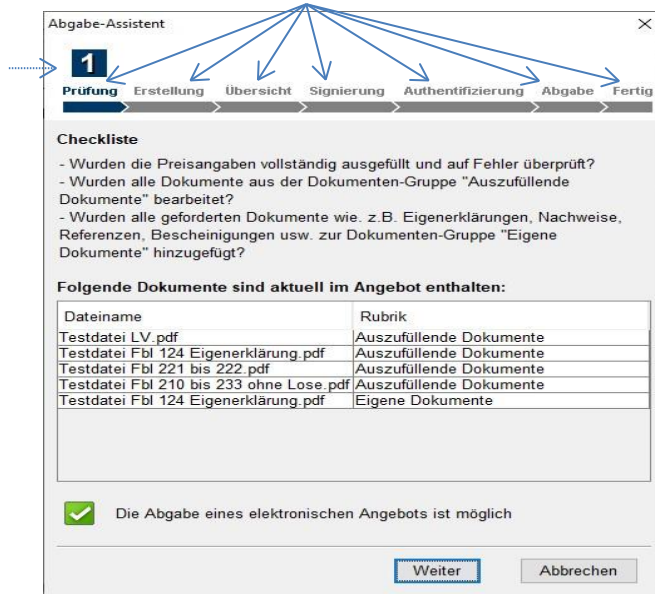 Abgabe-Assistent
1
Prüfung Erstellung Übersicht Signierung Authentifizierung Abgabe Fertig
Checkliste
- Wurden die Preisangaben vollständig ausgefüllt und auf Fehler überprüft?
- Wurden alle Dokumente aus der Dokumenten-Gruppe "Auszufüllende
Dokumente" bearbeitet?
- Wurden alle geforderten Dokumente wie. z.B. Eigenerklärungen, Nachweise,
Referenzen, Bescheinigungen usw. zur Dokumenten-Gruppe "Eigene
Dokumente" hinzugefügt?
Folgende Dokumente sind aktuell im Angebot enthalten:
Dateiname Rubrik
Testdatei LV.pdf Auszufüllende Dokumente
Testdatei Fbl 124 Eigenerklärung.pdf Auszufüllende Dokumente
Testdatei Fbl 221 bis 222.pdf Auszufüllende Dokumente
Testdatei Fbl 210 bis 233 ohne Lose.pdf Auszufüllende Dokumente
Testdatei Fbl 124 Eigenerklärung.pdf Eigene Dokumente
Die Abgabe eines elektronischen Angebots ist möglich
Weiter Abbrechen